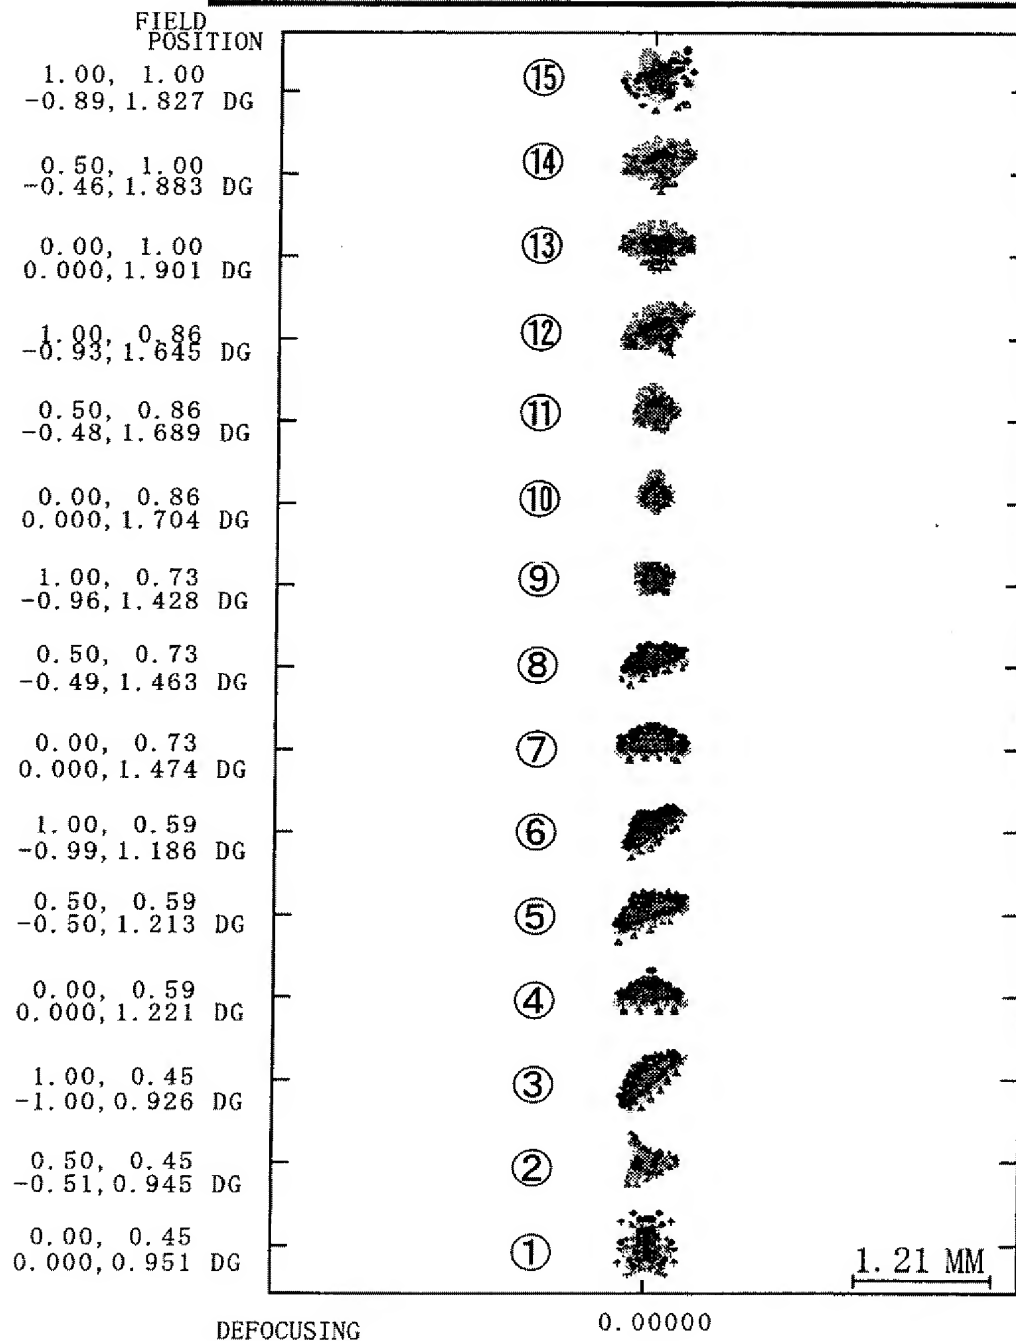 FIELD
POSITION
1.00, 1.00
-0.89, 1.827 DG
⑮
0.50, 1.00
-0.46, 1.883 DG
⑭
0.00, 1.00
0.000, 1.901 DG
⑬
1.00, 0.86
-0.93, 1.645 DG
⑫
0.50, 0.86
-0.48, 1.689 DG
⑪
0.00, 0.86
0.000, 1.704 DG
⑩
1.00, 0.73
-0.96, 1.428 DG
⑨
0.50, 0.73
-0.49, 1.463 DG
⑧
0.00, 0.73
0.000, 1.474 DG
⑦
1.00, 0.59
-0.99, 1.186 DG
⑥
0.50, 0.59
-0.50, 1.213 DG
⑤
0.00, 0.59
0.000, 1.221 DG
④
1.00, 0.45
-1.00, 0.926 DG
③
0.50, 0.45
-0.51, 0.945 DG
②
0.00, 0.45
0.000, 0.951 DG
①
1.21 MM
DEFOCUSING
0.00000